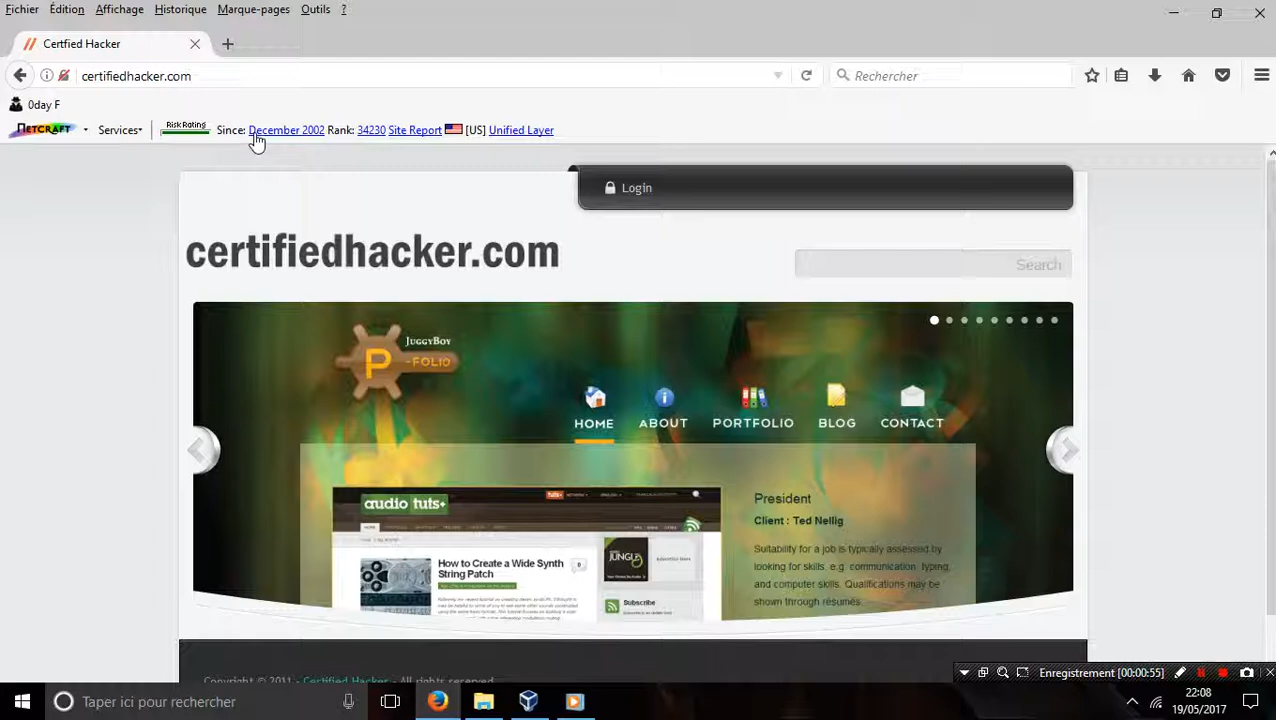 Fichier Édition Affichage Historique Marque-pages Outils ?
Certfied Hacker
certifiedhacker.com
Rechercher
0day F
NETCRAFT Services Risk Rating Since: December 2002 Rank: 34230 Site Report [US] Unified Layer
Login
certifiedhacker.com
Search
JUGGYBOY
P -FOLIO
HOME ABOUT PORTFOLIO BLOG CONTACT
audio tuts+
HOME
How to Create a Wide Synth
String Patch
0
JUNGLE
Subscribe
President
Client : Ted Nellig
Suitability for a job is typically assessed by
looking for skills, e.g. communication, typing,
and computer skills. Qualifications may be
shown through résumés.
Copyright © 2011 - Certified Hacker - All rights reserved
Enregistrement [00:00:55]
Taper ici pour rechercher
22:08
19/05/2017